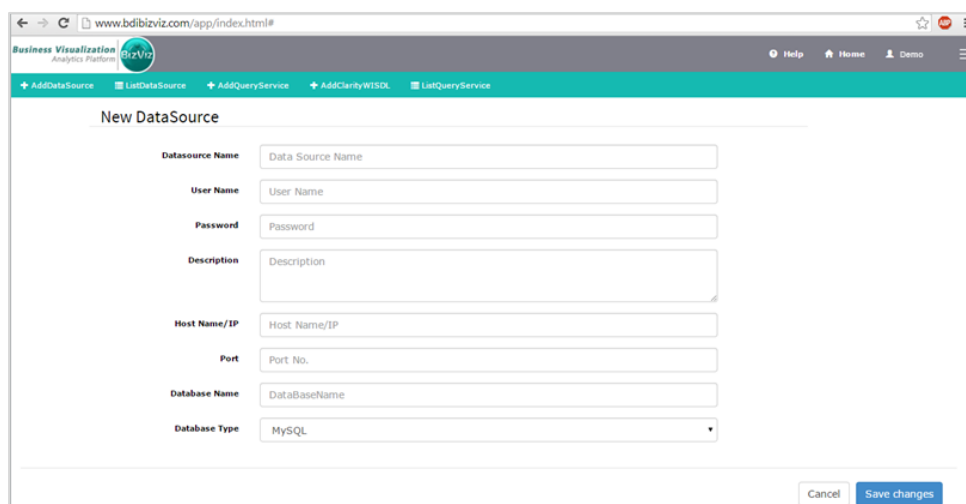 www.bdibizviz.com/app/index.html#
ABP
Business Visualization
Analytics Platform
BizViz
Help Home Demo
AddDataSource ListDataSource AddQueryService AddClarityWISDL ListQueryService
New DataSource
Datasource Name Data Source Name
User Name User Name
Password Password
Description Description
Host Name/IP Host Name/IP
Port Port No.
Database Name DataBaseName
Database Type MySQL
Cancel Save changes